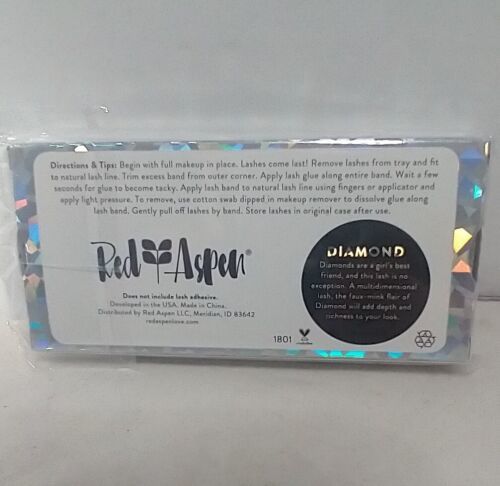 Directions & Tips: Begin with full makeup in place. Lashes come last! Remove lashes from tray and fit
to natural lash line. Trim excess band from outer corner. Apply lash glue along entire band. Wait a few
seconds for glue to become tacky. Apply lash band to natural lash line using fingers or applicator and
apply light pressure. To remove, use cotton swab dipped in makeup remover to dissolve glue along
lash band. Gently pull off lashes by band. Store lashes in original case after use.
Red Aspen®
Does not include lash adhesive.
Developed in the USA, Made in China.
Distributed by Red Aspen LLC, Meridian, ID 83642
redaspenlove.com
DIAMOND
Diamonds are a girl's best
friend, and this lash is no
exception. A multidimensional
lash, the faux-mink flair of
Diamond will add depth and
richness to your look.
1801